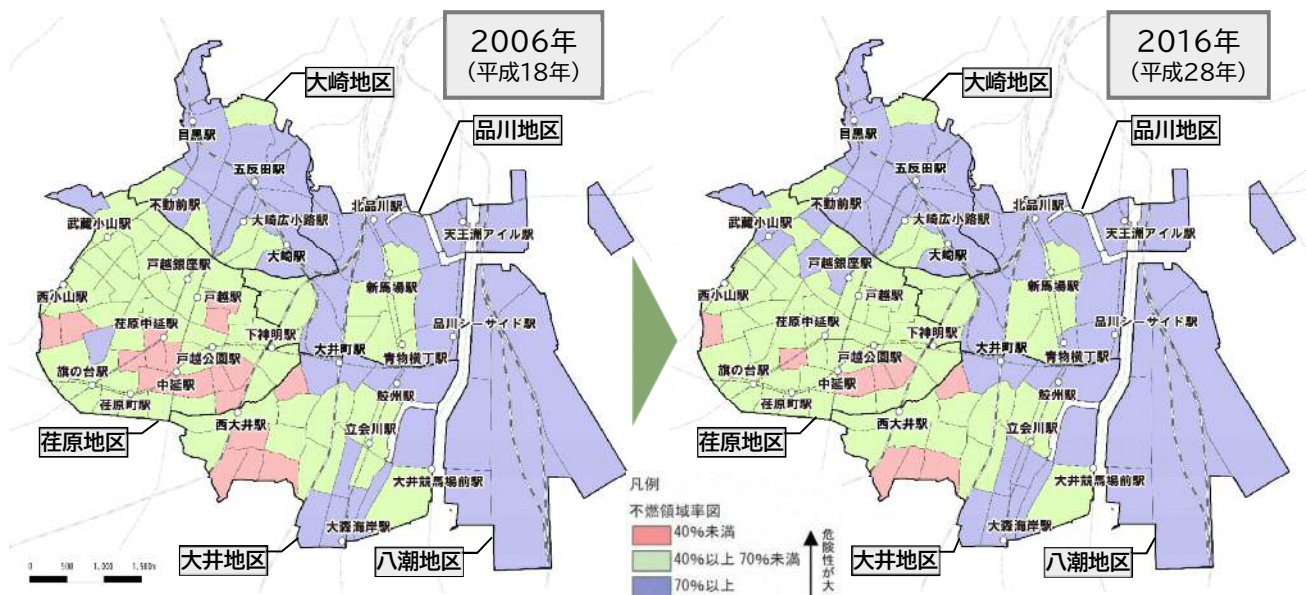 2006年
(平成18年)
大崎地区
品川地区
目黒駅
五反田駅
不動前駅
北品川駅
大崎広小路駅
天王洲アイル駅
武蔵小山駅
大崎駅
戸越銀座駅
新馬場駅
西小山駅
戸越駅
荏原中延駅
下神明駅
品川シーサイド駅
戸越公園駅
大井町駅
青物横丁駅
旗の台駅
中延駅
鮫州駅
荏原町駅
西大井駅
立会川駅
荏原地区
大井競馬場前駅
大森海岸駅
大井地区
八潮地区
0 500 1,000 1,500m
2016年
(平成28年)
大崎地区
品川地区
目黒駅
五反田駅
不動前駅
北品川駅
大崎広小路駅
天王洲アイル駅
武蔵小山駅
大崎駅
戸越銀座駅
新馬場駅
西小山駅
戸越駅
荏原中延駅
下神明駅
品川シーサイド駅
戸越公園駅
大井町駅
青物横丁駅
旗の台駅
中延駅
鮫州駅
荏原町駅
西大井駅
立会川駅
荏原地区
大井競馬場前駅
大森海岸駅
大井地区
八潮地区
凡例
不燃領域率図
40%未満
40%以上 70%未満
70%以上
危険性が大